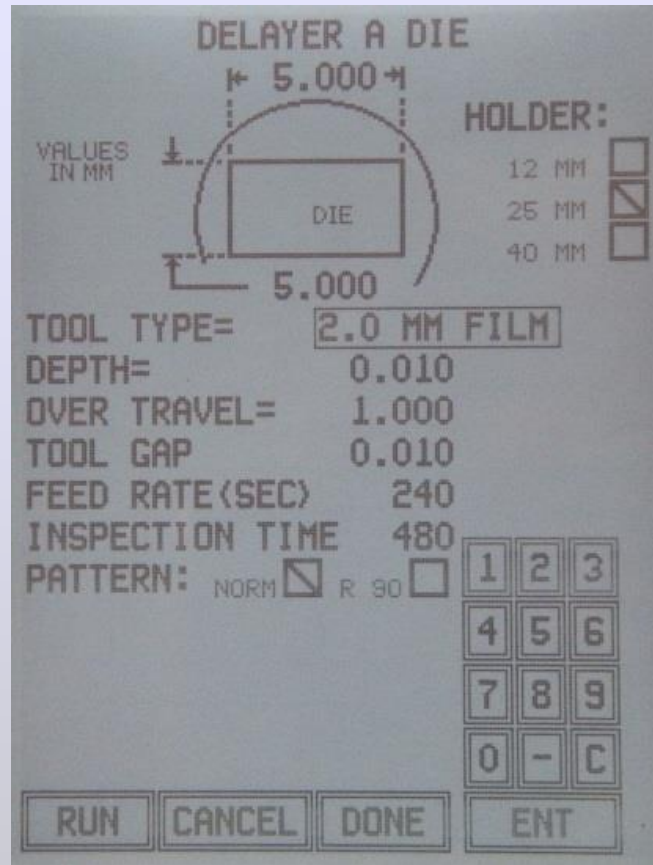 DELAYER A DIE
5.000
HOLDER:
VALUES
IN MM
12 MM
DIE
25 MM
40 MM
5.000
TOOL TYPE= 2.0 MM FILM
DEPTH= 0.010
OVER TRAVEL= 1.000
TOOL GAP 0.010
FEED RATE(SEC) 240
INSPECTION TIME 480
PATTERN: NORM R 90
1 2 3
4 5 6
7 8 9
0 - C
RUN CANCEL DONE ENT